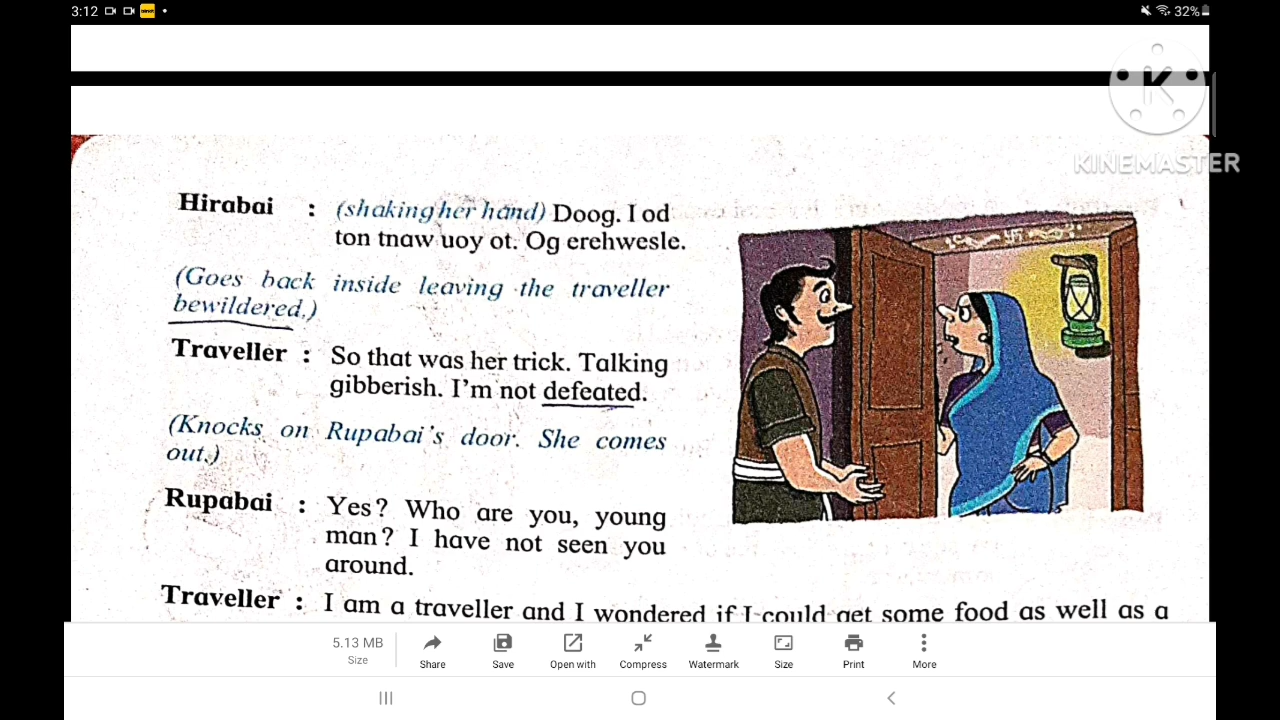 3:12
32%
KINEMASTER
Hirabai : (shaking her hand) Doog. I od
ton tnaw uoy ot. Og erehwesle.
(Goes back inside leaving the traveller
bewildered.)
Traveller : So that was her trick. Talking
gibberish. I'm not defeated.
(Knocks on Rupabai's door. She comes
out.)
Rupabai : Yes? Who are you, young
man? I have not seen you
around.
Traveller : I am a traveller and I wondered if I could get some food as well as a
5.13 MB
Size
Share
Save
Open with
Compress
Watermark
Size
Print
More